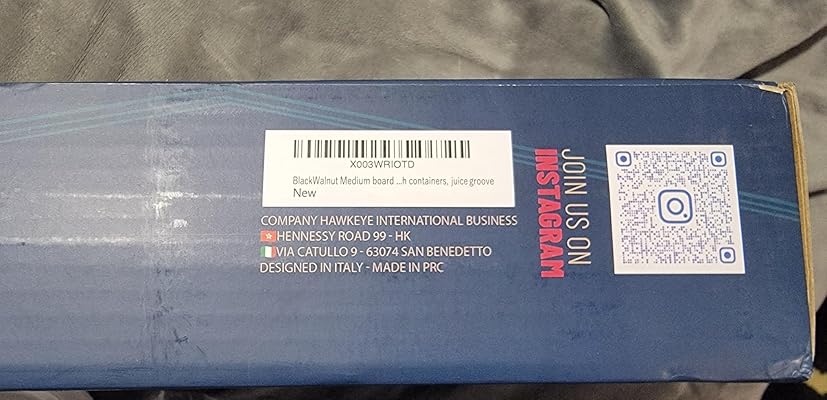 X003WRIOTD
BlackWalnut Medium board ...h containers, juice groove
New
COMPANY HAWKEYE INTERNATIONAL BUSINESS
HENNESSY ROAD 99 - HK
VIA CATULLO 9 - 63074 SAN BENEDETTO
DESIGNED IN ITALY - MADE IN PRC
JOIN US ON
INSTAGRAM